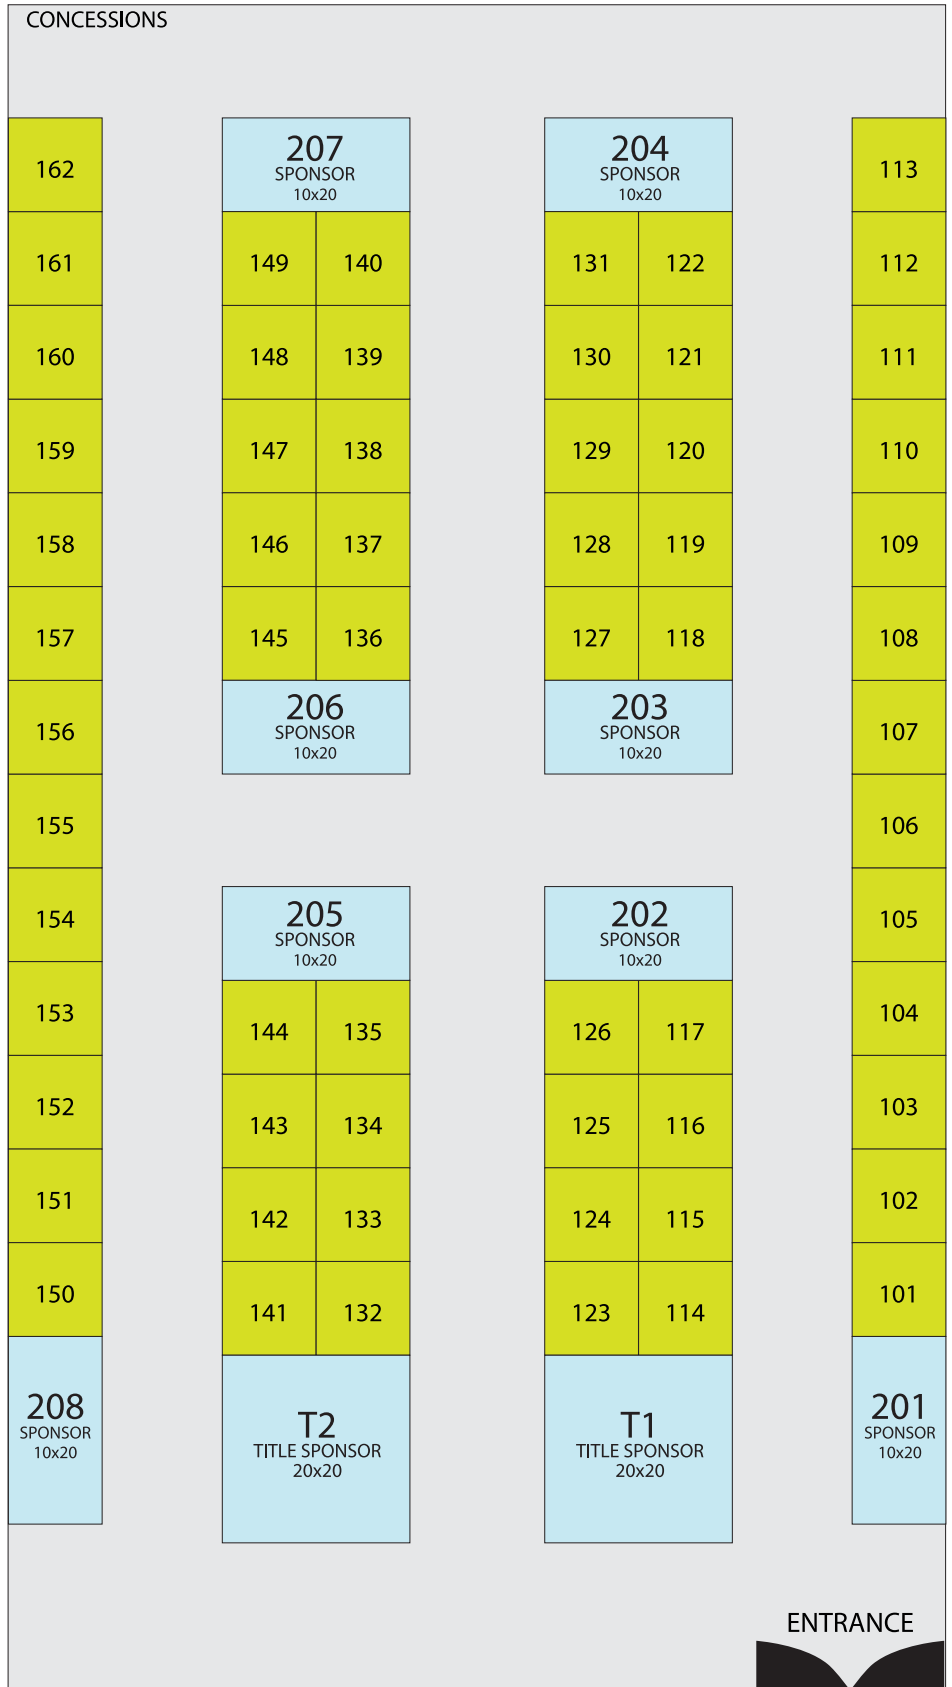 CONCESSIONS
162
161
160
159
158
157
156
155
154
153
152
151
150
208
SPONSOR
10x20
207
SPONSOR
10x20
149 140
148 139
147 138
146 137
145 136
206
SPONSOR
10x20
205
SPONSOR
10x20
144 135
143 134
142 133
141 132
T2
TITLE SPONSOR
20x20
204
SPONSOR
10x20
131 122
130 121
129 120
128 119
127 118
203
SPONSOR
10x20
202
SPONSOR
10x20
126 117
125 116
124 115
123 114
T1
TITLE SPONSOR
20x20
113
112
111
110
109
108
107
106
105
104
103
102
101
201
SPONSOR
10x20
ENTRANCE